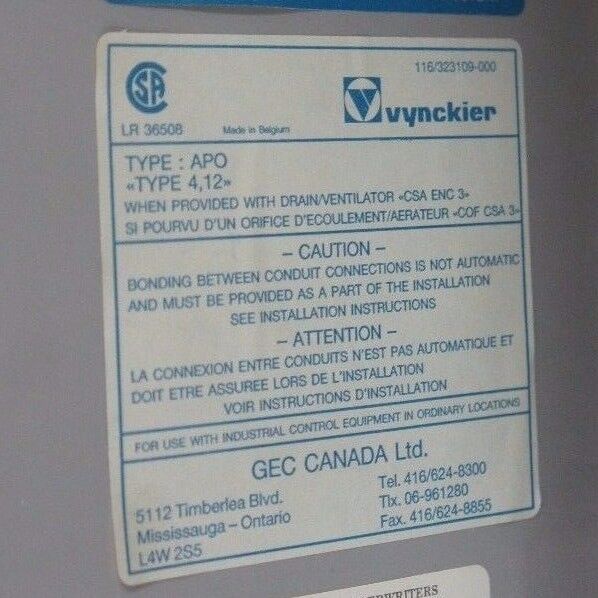 116/323109-000
CSA
vynckier
LR 36508 Made in Belgium
TYPE : APO
«TYPE 4,12»
WHEN PROVIDED WITH DRAIN/VENTILATOR «CSA ENC 3»
SI POURVU D'UN ORIFICE D'ECOULEMENT/AERATEUR «COF CSA 3»
– CAUTION –
BONDING BETWEEN CONDUIT CONNECTIONS IS NOT AUTOMATIC
AND MUST BE PROVIDED AS A PART OF THE INSTALLATION
SEE INSTALLATION INSTRUCTIONS
– ATTENTION –
LA CONNEXION ENTRE CONDUITS N'EST PAS AUTOMATIQUE ET
DOIT ETRE ASSUREE LORS DE L'INSTALLATION
VOIR INSTRUCTIONS D'INSTALLATION
FOR USE WITH INDUSTRIAL CONTROL EQUIPMENT IN ORDINARY LOCATIONS
GEC CANADA Ltd.
5112 Timberlea Blvd.
Mississauga – Ontario
L4W 2S5
Tel. 416/624-8300
Tlx. 06-961280
Fax. 416/624-8855